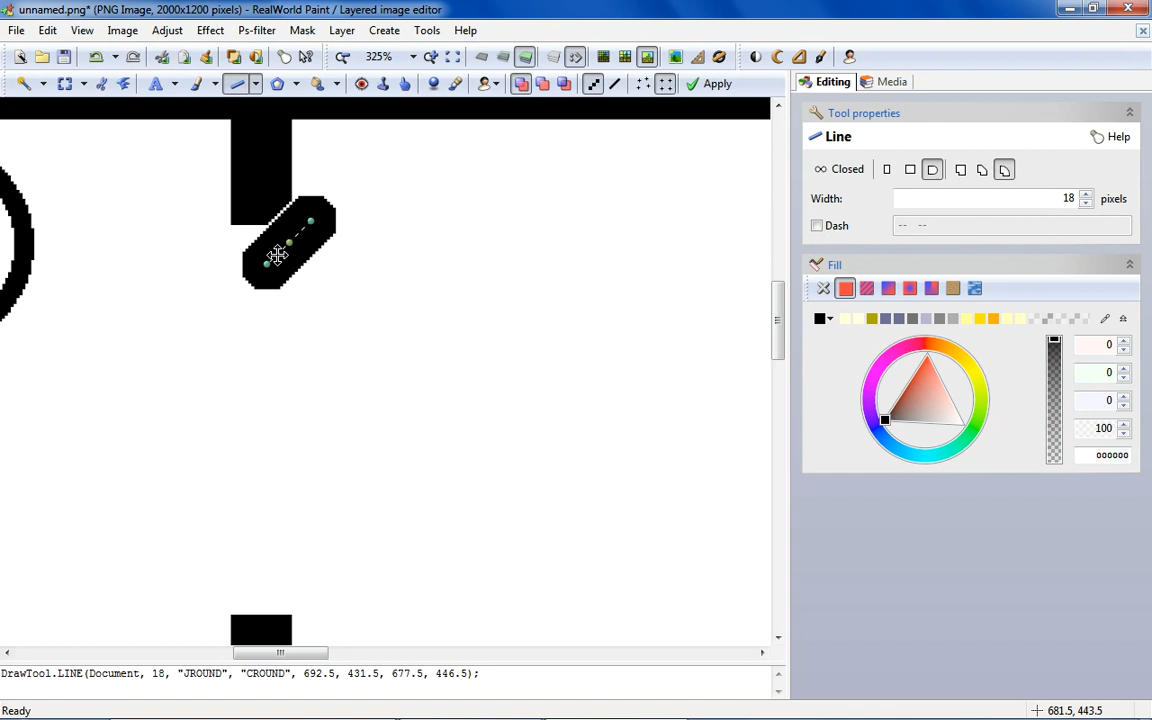 unnamed.png* (PNG Image, 2000x1200 pixels) - RealWorld Paint / Layered image editor
File Edit View Image Adjust Effect Ps-filter Mask Layer Create Tools Help
325%
Apply
Editing Media
Tool properties
Line Help
Closed
Width: 18 pixels
Dash
Fill
0
0
0
100
000000
DrawTool.LINE(Document, 18, "JROUND", "CROUND", 692.5, 431.5, 677.5, 446.5);
Ready 681.5, 443.5